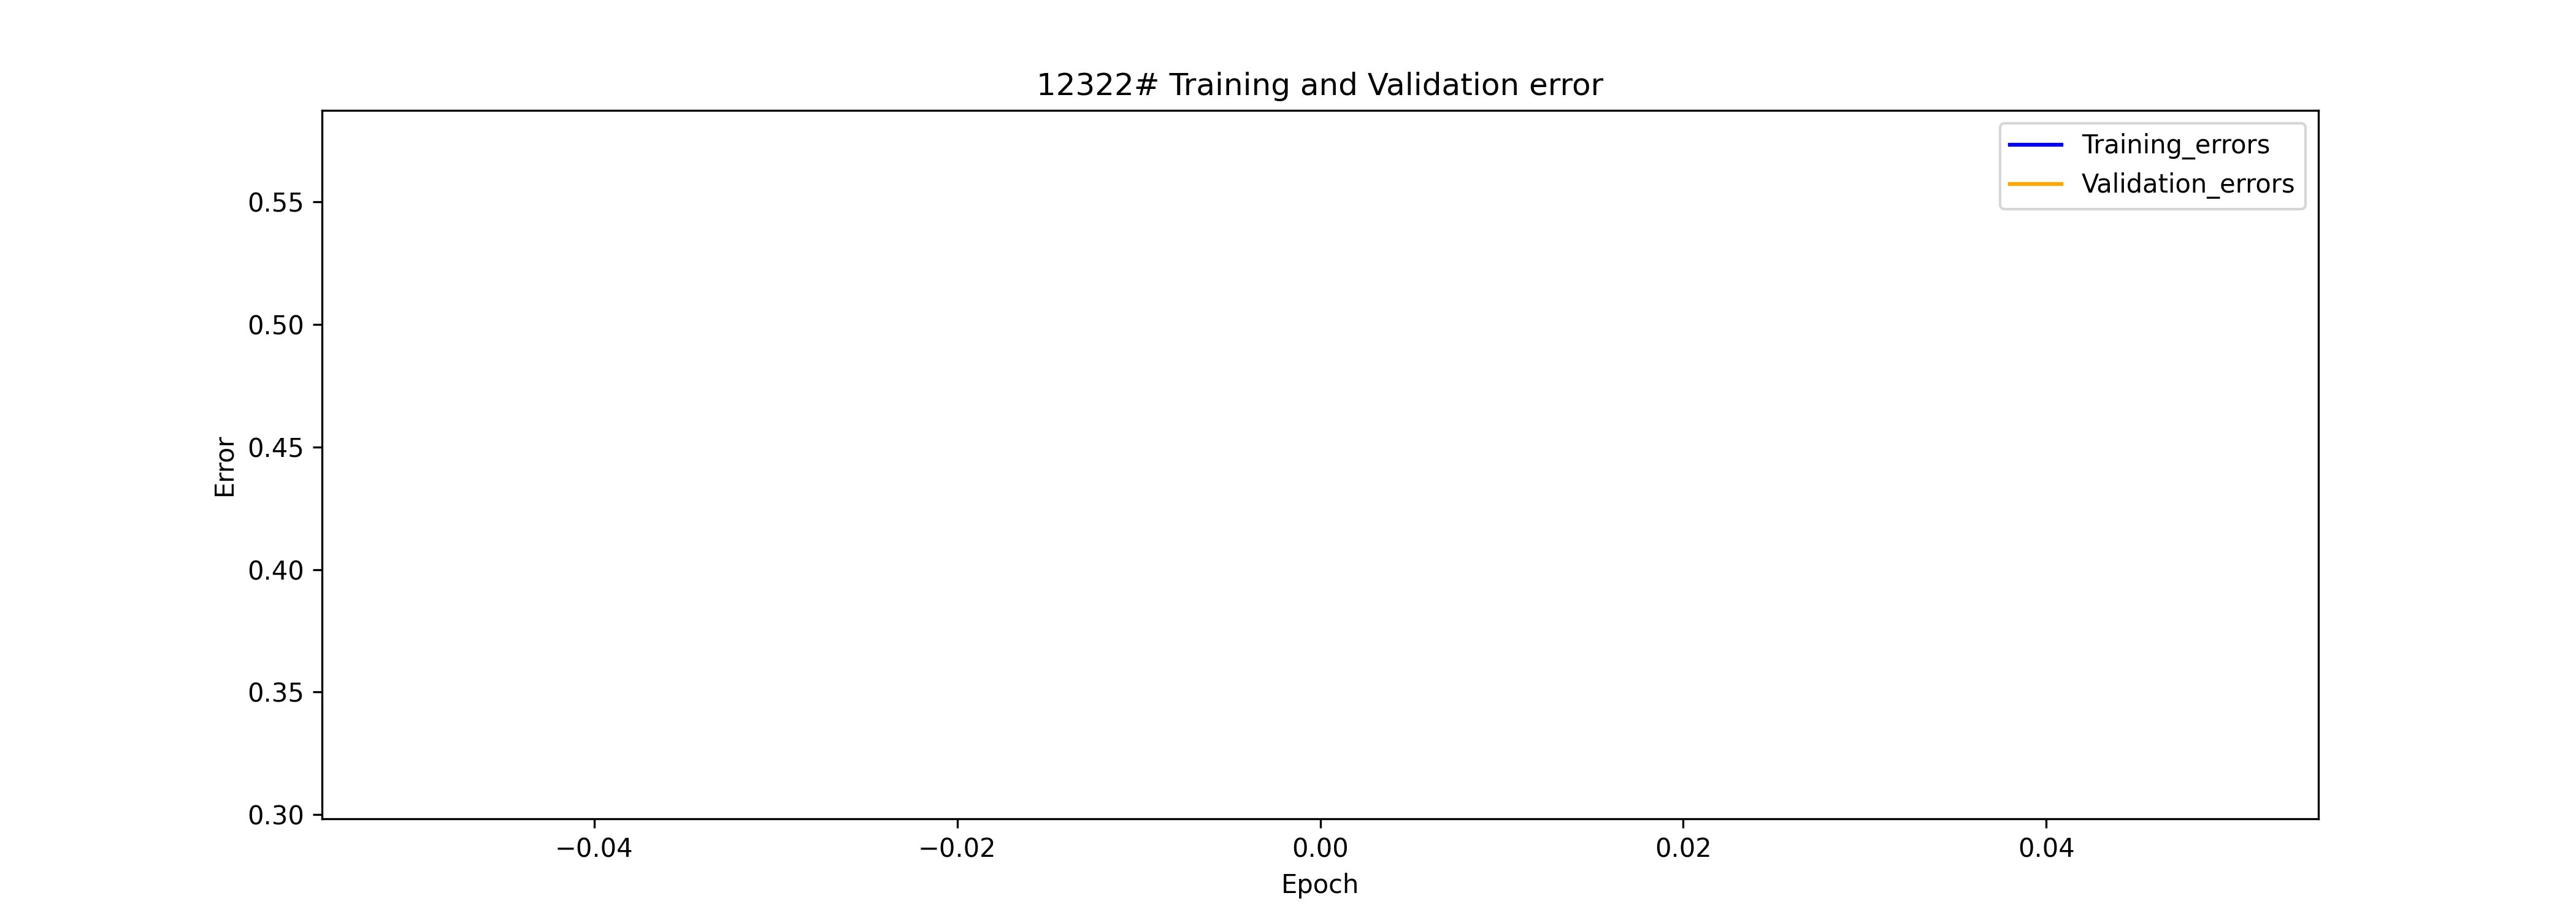 12322# Training and Validation error
Training_errors
Validation_errors
0.55
0.50
0.45
0.40
0.35
0.30
Error
−0.04
−0.02
0.00
0.02
0.04
Epoch